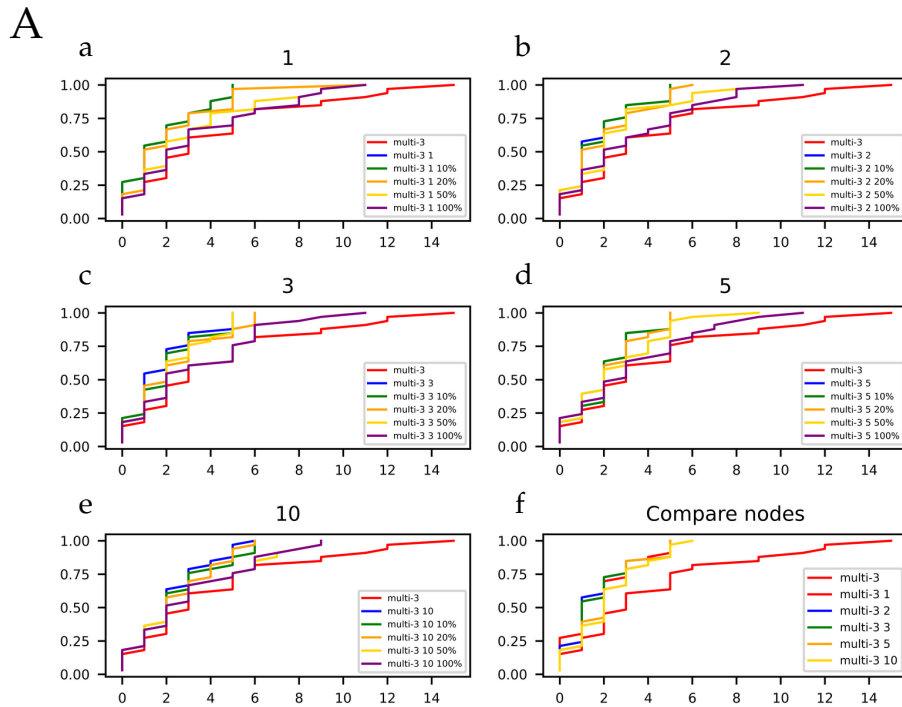 A
a
1
1.00
0.75
0.50
0.25
0.00
0 2 4 6 8 10 12 14
multi-3
multi-3 1
multi-3 1 10%
multi-3 1 20%
multi-3 1 50%
multi-3 1 100%
b
2
1.00
0.75
0.50
0.25
0.00
0 2 4 6 8 10 12 14
multi-3
multi-3 2
multi-3 2 10%
multi-3 2 20%
multi-3 2 50%
multi-3 2 100%
c
3
1.00
0.75
0.50
0.25
0.00
0 2 4 6 8 10 12 14
multi-3
multi-3 3
multi-3 3 10%
multi-3 3 20%
multi-3 3 50%
multi-3 3 100%
d
5
1.00
0.75
0.50
0.25
0.00
0 2 4 6 8 10 12 14
multi-3
multi-3 5
multi-3 5 10%
multi-3 5 20%
multi-3 5 50%
multi-3 5 100%
e
10
1.00
0.75
0.50
0.25
0.00
0 2 4 6 8 10 12 14
multi-3
multi-3 10
multi-3 10 10%
multi-3 10 20%
multi-3 10 50%
multi-3 10 100%
f
Compare nodes
1.00
0.75
0.50
0.25
0.00
0 2 4 6 8 10 12 14
multi-3
multi-3 1
multi-3 2
multi-3 3
multi-3 5
multi-3 10